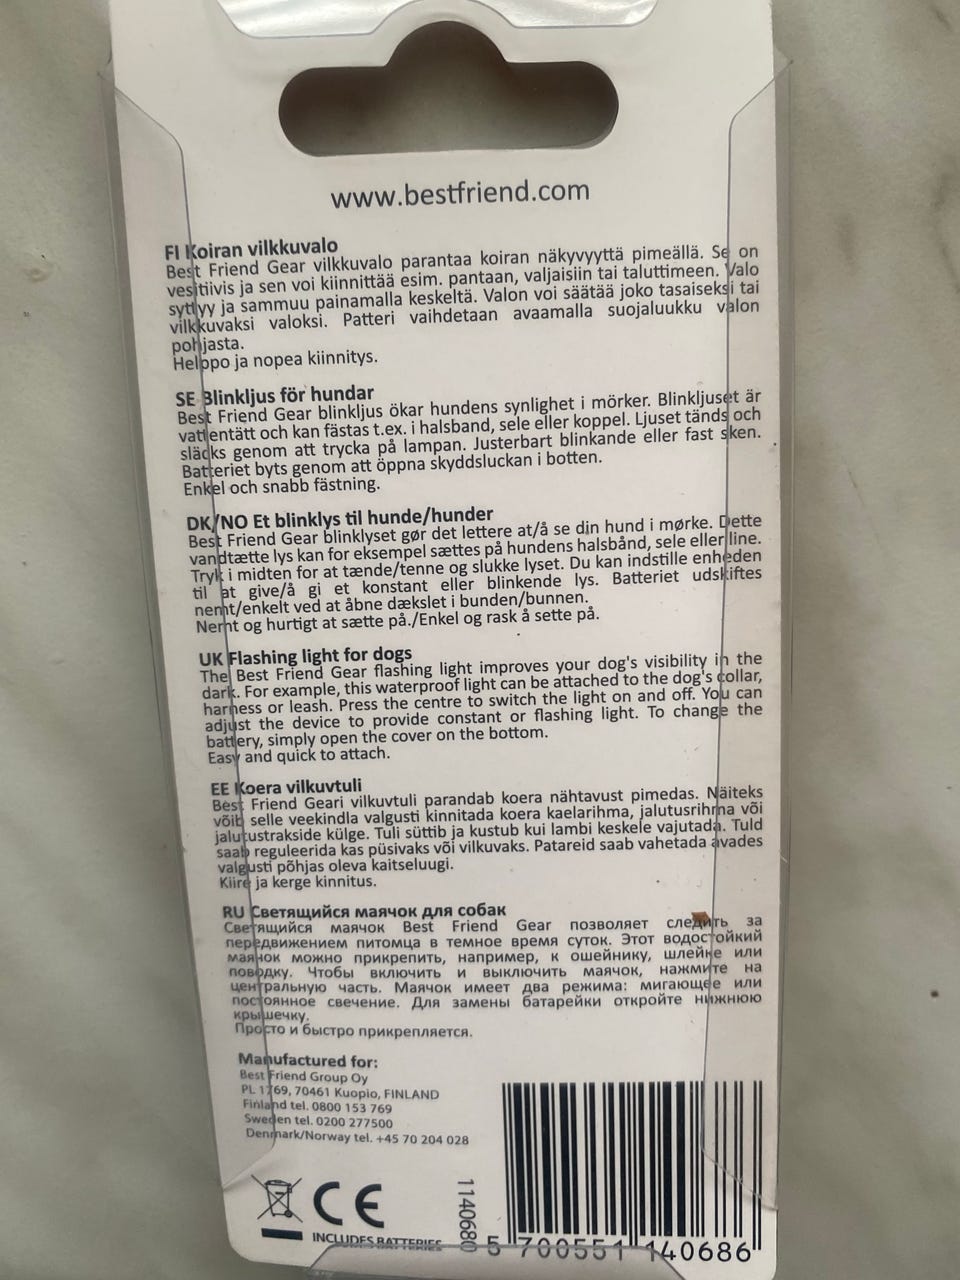 www.bestfriend.com
FI Koiran vilkkuvalo
Best Friend Gear vilkkuvalo parantaa koiran näkyvyyttä pimeällä. Se on
vesitiivis ja sen voi kiinnittää esim. pantaan, valjaisiin tai taluttimeen. Valo
syttyy ja sammuu painamalla keskeltä. Valon voi säätää joko tasaiseksi tai
vilkkuvaksi valoksi. Patteri vaihdetaan avaamalla suojaluukku valon
pohjasta.
Helppo ja nopea kiinnitys.
SE Blinkljus för hundar
Best Friend Gear blinkljus ökar hundens synlighet i mörker. Blinkljuset är
vattentätt och kan fästas t.ex. i halsband, sele eller koppel. Ljuset tänds och
släcks genom att trycka på lampan. Justerbart blinkande eller fast sken.
Batteriet byts genom att öppna skyddsluckan i botten.
Enkel och snabb fästning.
DK/NO Et blinklys til hunde/hunder
Best Friend Gear blinklyset gør det lettere at/å se din hund i mørke. Dette
vandtætte lys kan for eksempel sættes på hundens halsbånd, sele eller line.
Tryk i midten for at tænde/tenne og slukke lyset. Du kan indstille enheden
til at give/å gi et konstant eller blinkende lys. Batteriet udskiftes
nemt/enkelt ved at åbne dækslet i bunden/bunnen.
Nemt og hurtigt at sætte på./Enkel og rask å sette på.
UK Flashing light for dogs
The Best Friend Gear flashing light improves your dog's visibility in the
dark. For example, this waterproof light can be attached to the dog's collar,
harness or leash. Press the centre to switch the light on and off. You can
adjust the device to provide constant or flashing light. To change the
battery, simply open the cover on the bottom.
Easy and quick to attach.
EE Koera vilkuvtuli
Best Friend Geari vilkuvtuli parandab koera nähtavust pimedas. Näiteks
võib selle veekindla valgusti kinnitada koera kaelarihma, jalutusrihma või
jalutustrakside külge. Tuli süttib ja kustub kui lambi keskele vajutada. Tuld
saab reguleerida kas püsivaks või vilkuvaks. Patareid saab vahetada avades
valgusti põhjas oleva kaitseluugi.
Kiire ja kerge kinnitus.
RU Светящийся маячок для собак
Светящийся маячок Best Friend Gear позволяет следить за
передвижением питомца в темное время суток. Этот водостойкий
маячок можно прикрепить, например, к ошейнику, шлейке или
поводку. Чтобы включить и выключить маячок, нажмите на
центральную часть. Маячок имеет два режима: мигающее или
постоянное свечение. Для замены батарейки откройте нижнюю
крышечку.
Просто и быстро прикрепляется.
Manufactured for:
Best Friend Group Oy
PL 1769, 70461 Kuopio, FINLAND
Finland tel. 0800 153 769
Sweden tel. 0200 277500
Denmark/Norway tel. +45 70 204 028
CE
INCLUDES BATTERIES
1140680
5 700551 140686